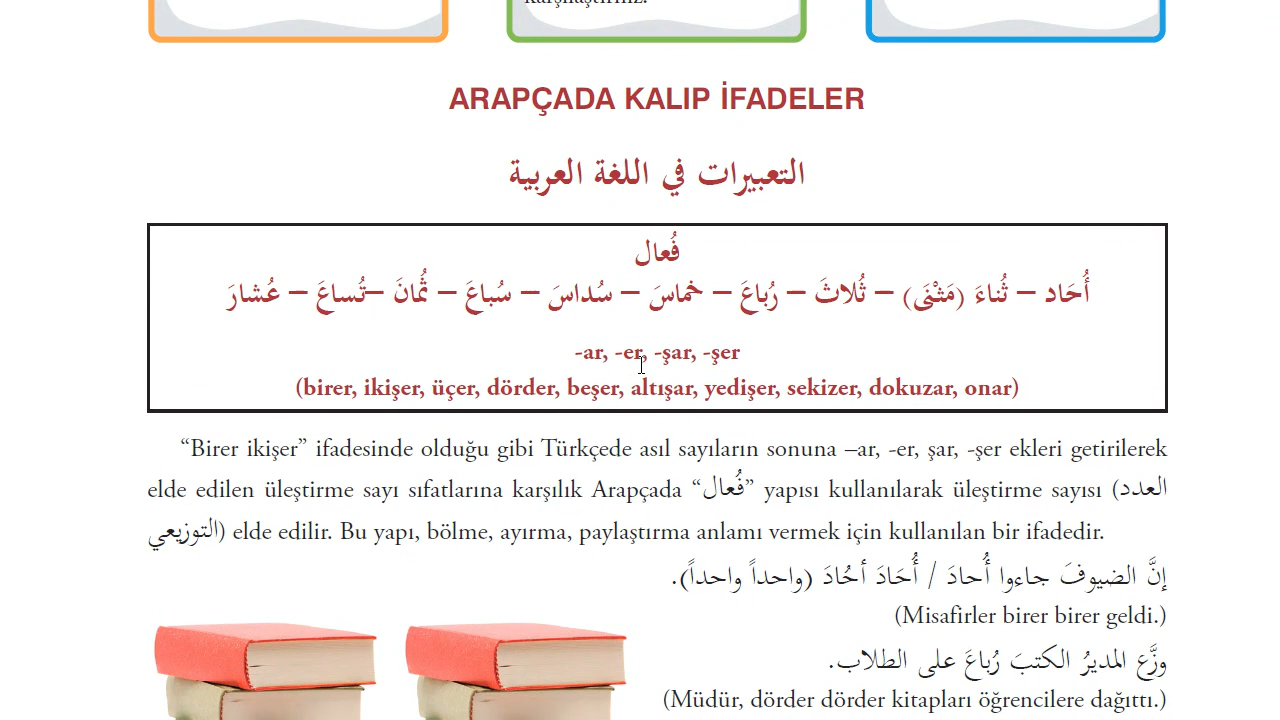 karşılaştırınız.
ARAPÇADA KALIP İFADELER
التعبيرات في اللغة العربية
فُعال
أُحَاد – ثُناءَ (مَثْنَى) – ثُلاثَ – رُباعَ – خماسَ – سُداسَ – سُباعَ – ثُمانَ –تُساعَ – عُشارَ
-ar, -er, -şar, -şer
(birer, ikişer, üçer, dörder, beşer, altışar, yedişer, sekizer, dokuzar, onar)
“Birer ikişer” ifadesinde olduğu gibi Türkçede asıl sayıların sonuna –ar, -er, şar, -şer ekleri getirilerek
elde edilen üleştirme sayı sıfatlarına karşılık Arapçada “فُعال” yapısı kullanılarak üleştirme sayısı (العدد
التوزيعي) elde edilir. Bu yapı, bölme, ayırma, paylaştırma anlamı vermek için kullanılan bir ifadedir.
إنَّ الضيوفَ جاءوا أُحادَ / أُحَادَ أحُادَ (واحداً واحداً).
(Misafirler birer birer geldi.)
وزَّع المديرُ الكتبَ رُباعَ على الطلاب.
(Müdür, dörder dörder kitapları öğrencilere dağıttı.)